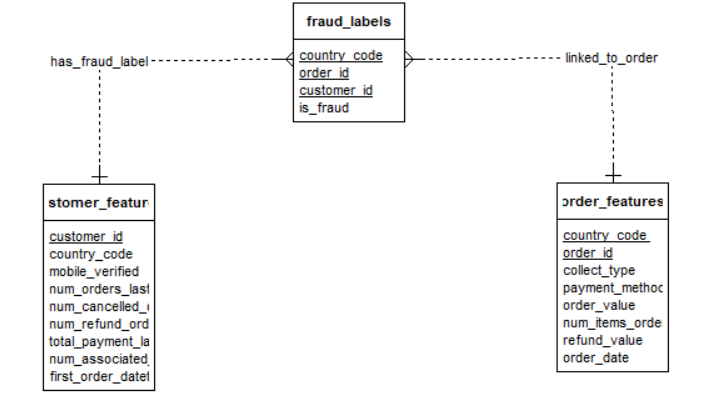 fraud_labels
country_code
order_id
customer_id
is_fraud
has_fraud_label
linked_to_order
stomer_featur
customer_id
country_code
mobile_verified
num_orders_last
num_cancelled_
num_refund_ord
total_payment_la
num_associated_
first_order_datet
order_features
country_code
order_id
collect_type
payment_method
order_value
num_items_orde
refund_value
order_date